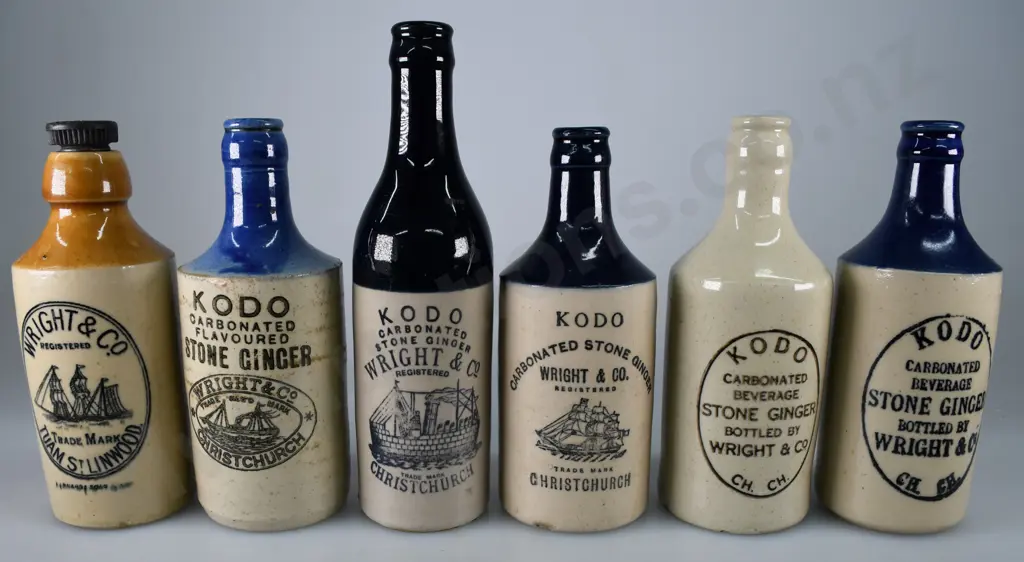 WRIGHT & Co.
REGISTERED
TRADE MARK
TUAM ST LINWOOD
KODO
CARBONATED
FLAVOURED
STONE GINGER
WRIGHT & CO
TRADE MARK
CHRISTCHURCH
KODO
CARBONATED
STONE GINGER
WRIGHT & Co
REGISTERED
TRADE MARK
CHRISTCHURCH
KODO
CARBONATED STONE GINGER
WRIGHT & CO.
REGISTERED
TRADE MARK
CHRISTCHURCH
KODO
CARBONATED
BEVERAGE
STONE GINGER
BOTTLED BY
WRIGHT & Co
CH. CH.
KODO
CARBONATED
BEVERAGE
STONE GINGER
BOTTLED BY
WRIGHT & Co
CH. CH.